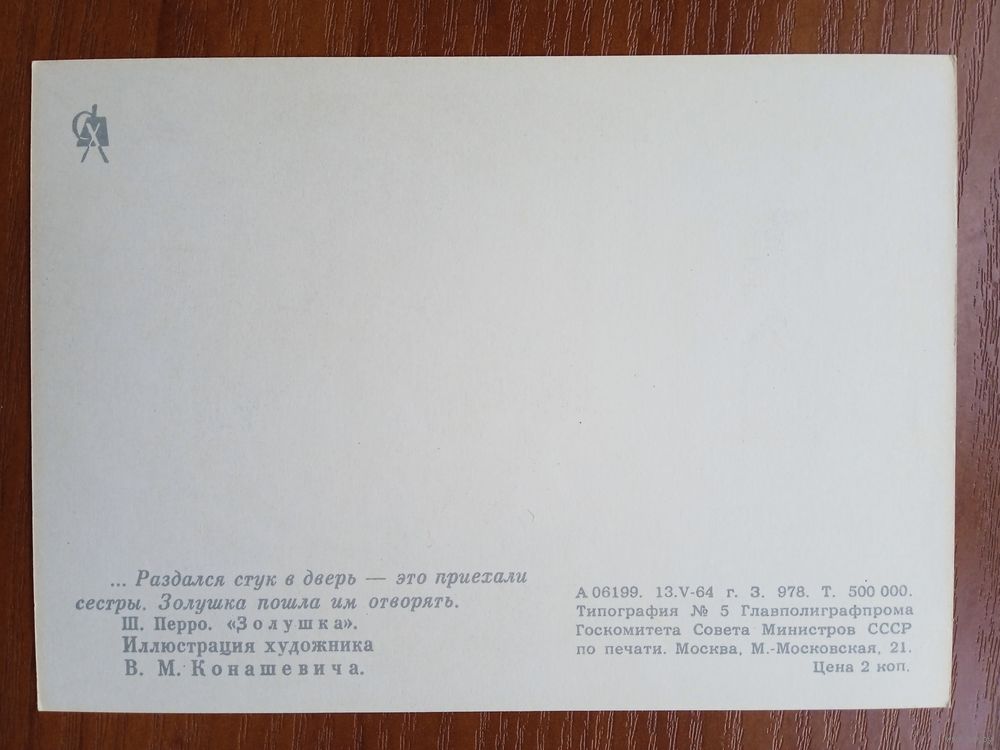 ... Раздался стук в дверь — это приехали
сестры. Золушка пошла им отворять.
Ш. Перро. «Золушка».
Иллюстрация художника
В. М. Конашевича.
А 06199. 13.V-64 г. З. 978. Т. 500 000.
Типография № 5 Главполиграфпрома
Госкомитета Совета Министров СССР
по печати. Москва, М.-Московская, 21.
Цена 2 коп.